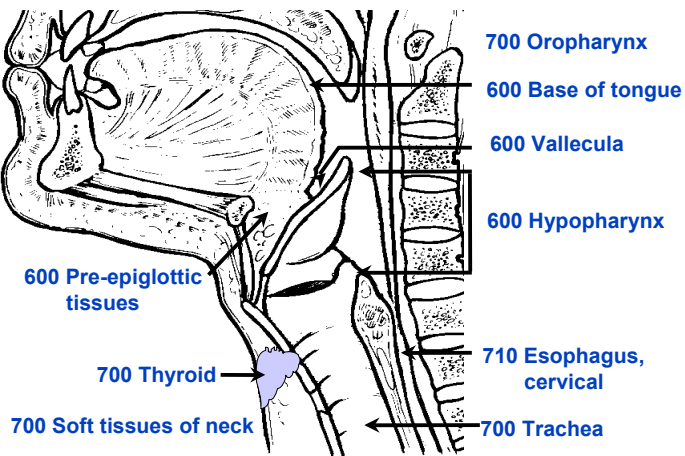 700 Oropharynx
600 Base of tongue
600 Vallecula
600 Hypopharynx
600 Pre-epiglottic
tissues
710 Esophagus,
cervical
700 Thyroid
700 Soft tissues of neck
700 Trachea